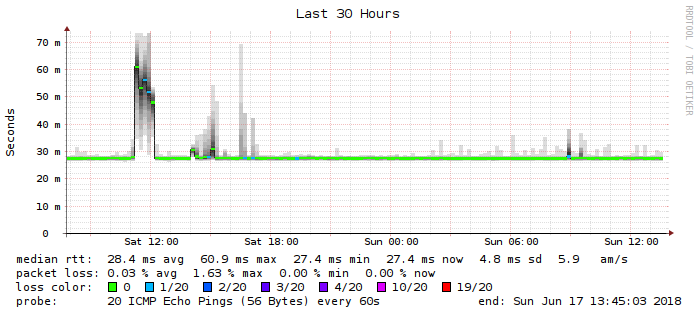 Last 30 Hours
RRDTOOL / TOBI OETIKER
Seconds
70 m
60 m
50 m
40 m
30 m
20 m
10 m
0
Sat 12:00 Sat 18:00 Sun 00:00 Sun 06:00 Sun 12:00
median rtt: 28.4 ms avg 60.9 ms max 27.4 ms min 27.4 ms now 4.8 ms sd 5.9 am/s
packet loss: 0.03 % avg 1.63 % max 0.00 % min 0.00 % now
loss color: 0 1/20 2/20 3/20 4/20 10/20 19/20
probe: 20 ICMP Echo Pings (56 Bytes) every 60s end: Sun Jun 17 13:45:03 2018